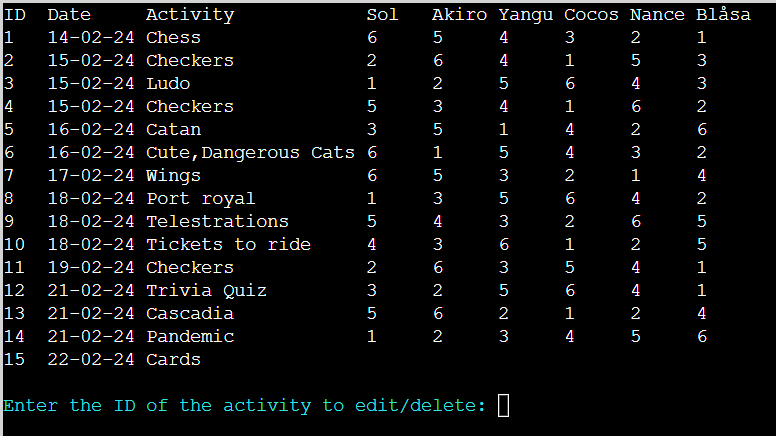 ID  Date     Activity            Sol   Akiro Yangu Cocos Nance Blåsa
1   14-02-24 Chess               6     5     4     3     2     1
2   15-02-24 Checkers            2     6     4     1     5     3
3   15-02-24 Ludo                1     2     5     6     4     3
4   15-02-24 Checkers            5     3     4     1     6     2
5   16-02-24 Catan               3     5     1     4     2     6
6   16-02-24 Cute,Dangerous Cats 6     1     5     4     3     2
7   17-02-24 Wings               6     5     3     2     1     4
8   18-02-24 Port royal          1     3     5     6     4     2
9   18-02-24 Telestrations       5     4     3     2     6     5
10  18-02-24 Tickets to ride     4     3     6     1     2     5
11  19-02-24 Checkers            2     6     3     5     4     1
12  21-02-24 Trivia Quiz         3     2     5     6     4     1
13  21-02-24 Cascadia            5     6     2     1     2     4
14  21-02-24 Pandemic            1     2     3     4     5     6
15  22-02-24 Cards
Enter the ID of the activity to edit/delete: